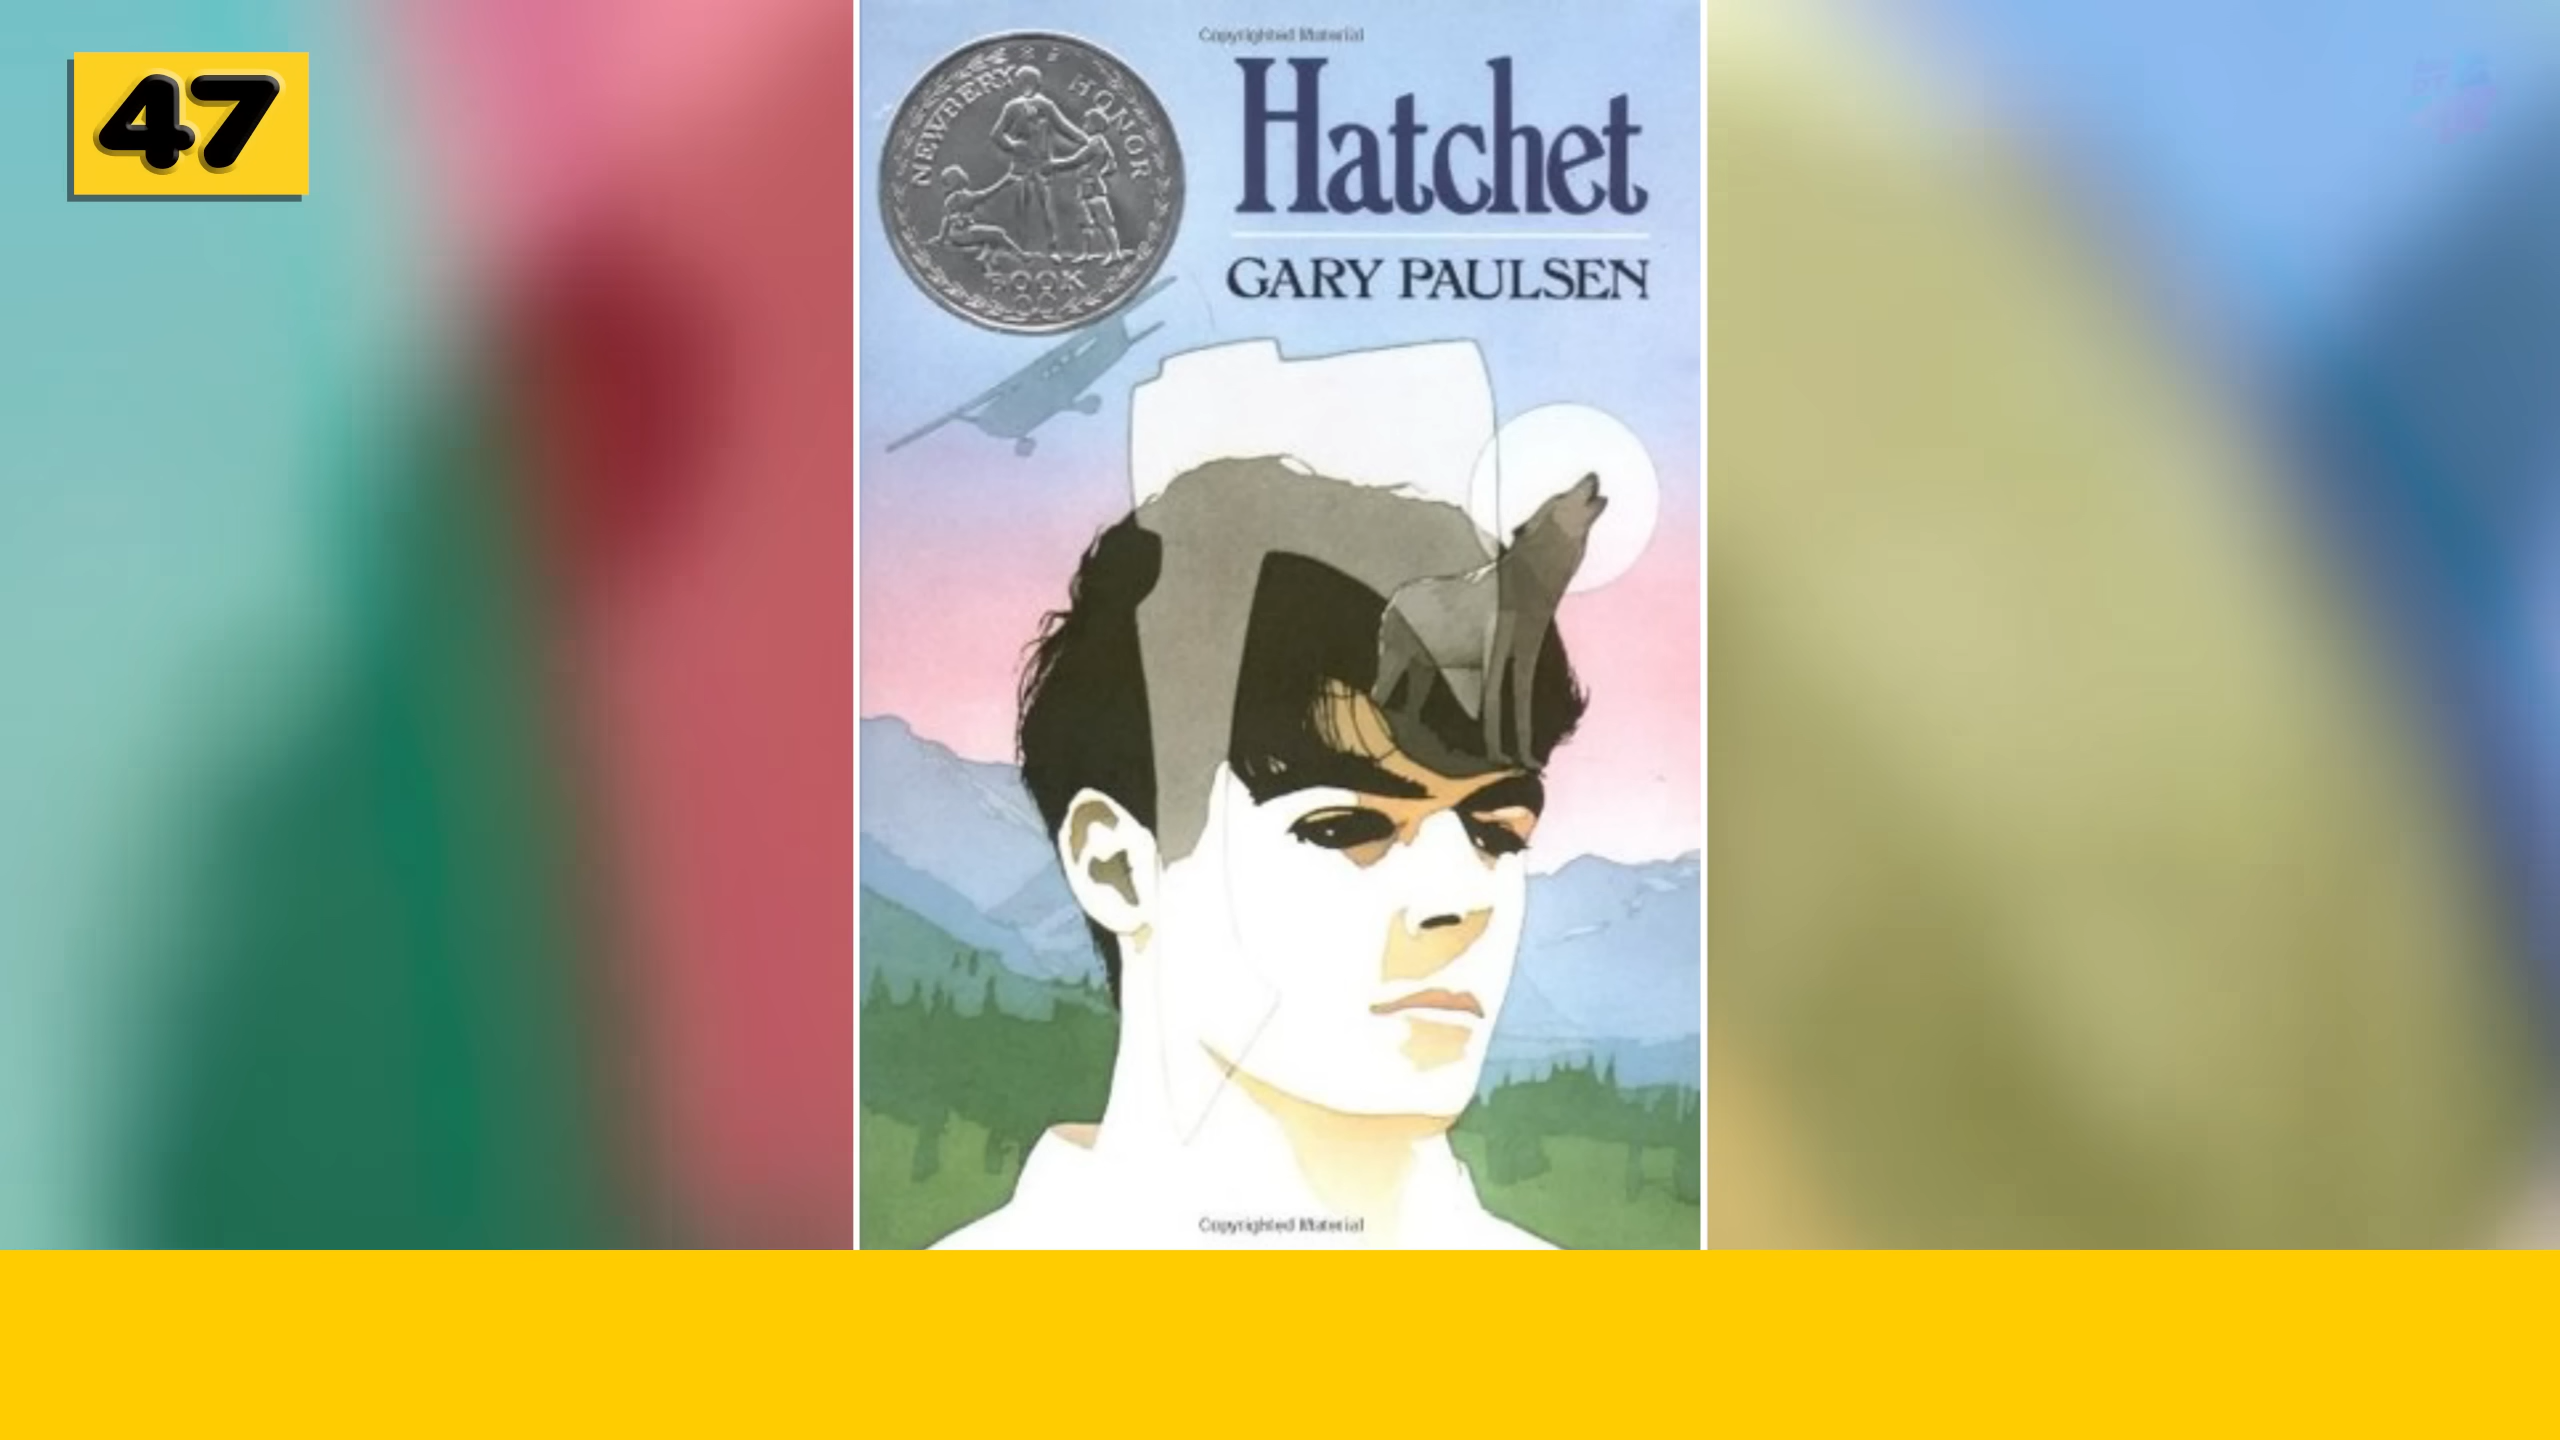 47
Copyrighted Material
Hatchet
GARY PAULSEN
NEWBERY HONOR
BOOK
Copyrighted Material